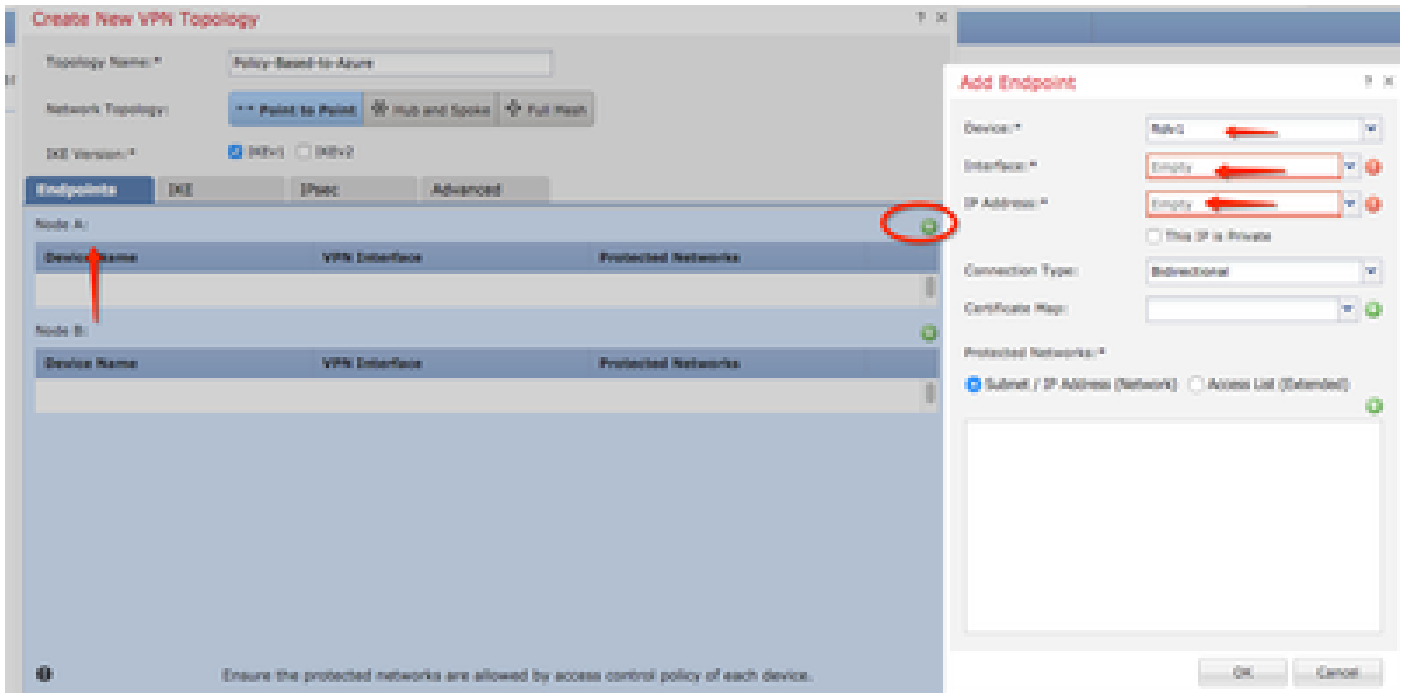 Create New VPN Topology
? ×
Topology Name:*
Policy-Based-to-Azure
Network Topology:
Point to Point
Hub and Spoke
Full Mesh
IKE Version:*
IKEv1
IKEv2
Endpoints
IKE
IPsec
Advanced
Node A:
Device Name
VPN Interface
Protected Networks
Node B:
Device Name
VPN Interface
Protected Networks
Ensure the protected networks are allowed by access control policy of each device.
Add Endpoint
? ×
Device:*
Interface:*
Empty
IP Address:*
Empty
This IP is Private
Connection Type:
Bidirectional
Certificate Map:
Protected Networks:*
Subnet / IP Address (Network)
Access List (Extended)
OK
Cancel